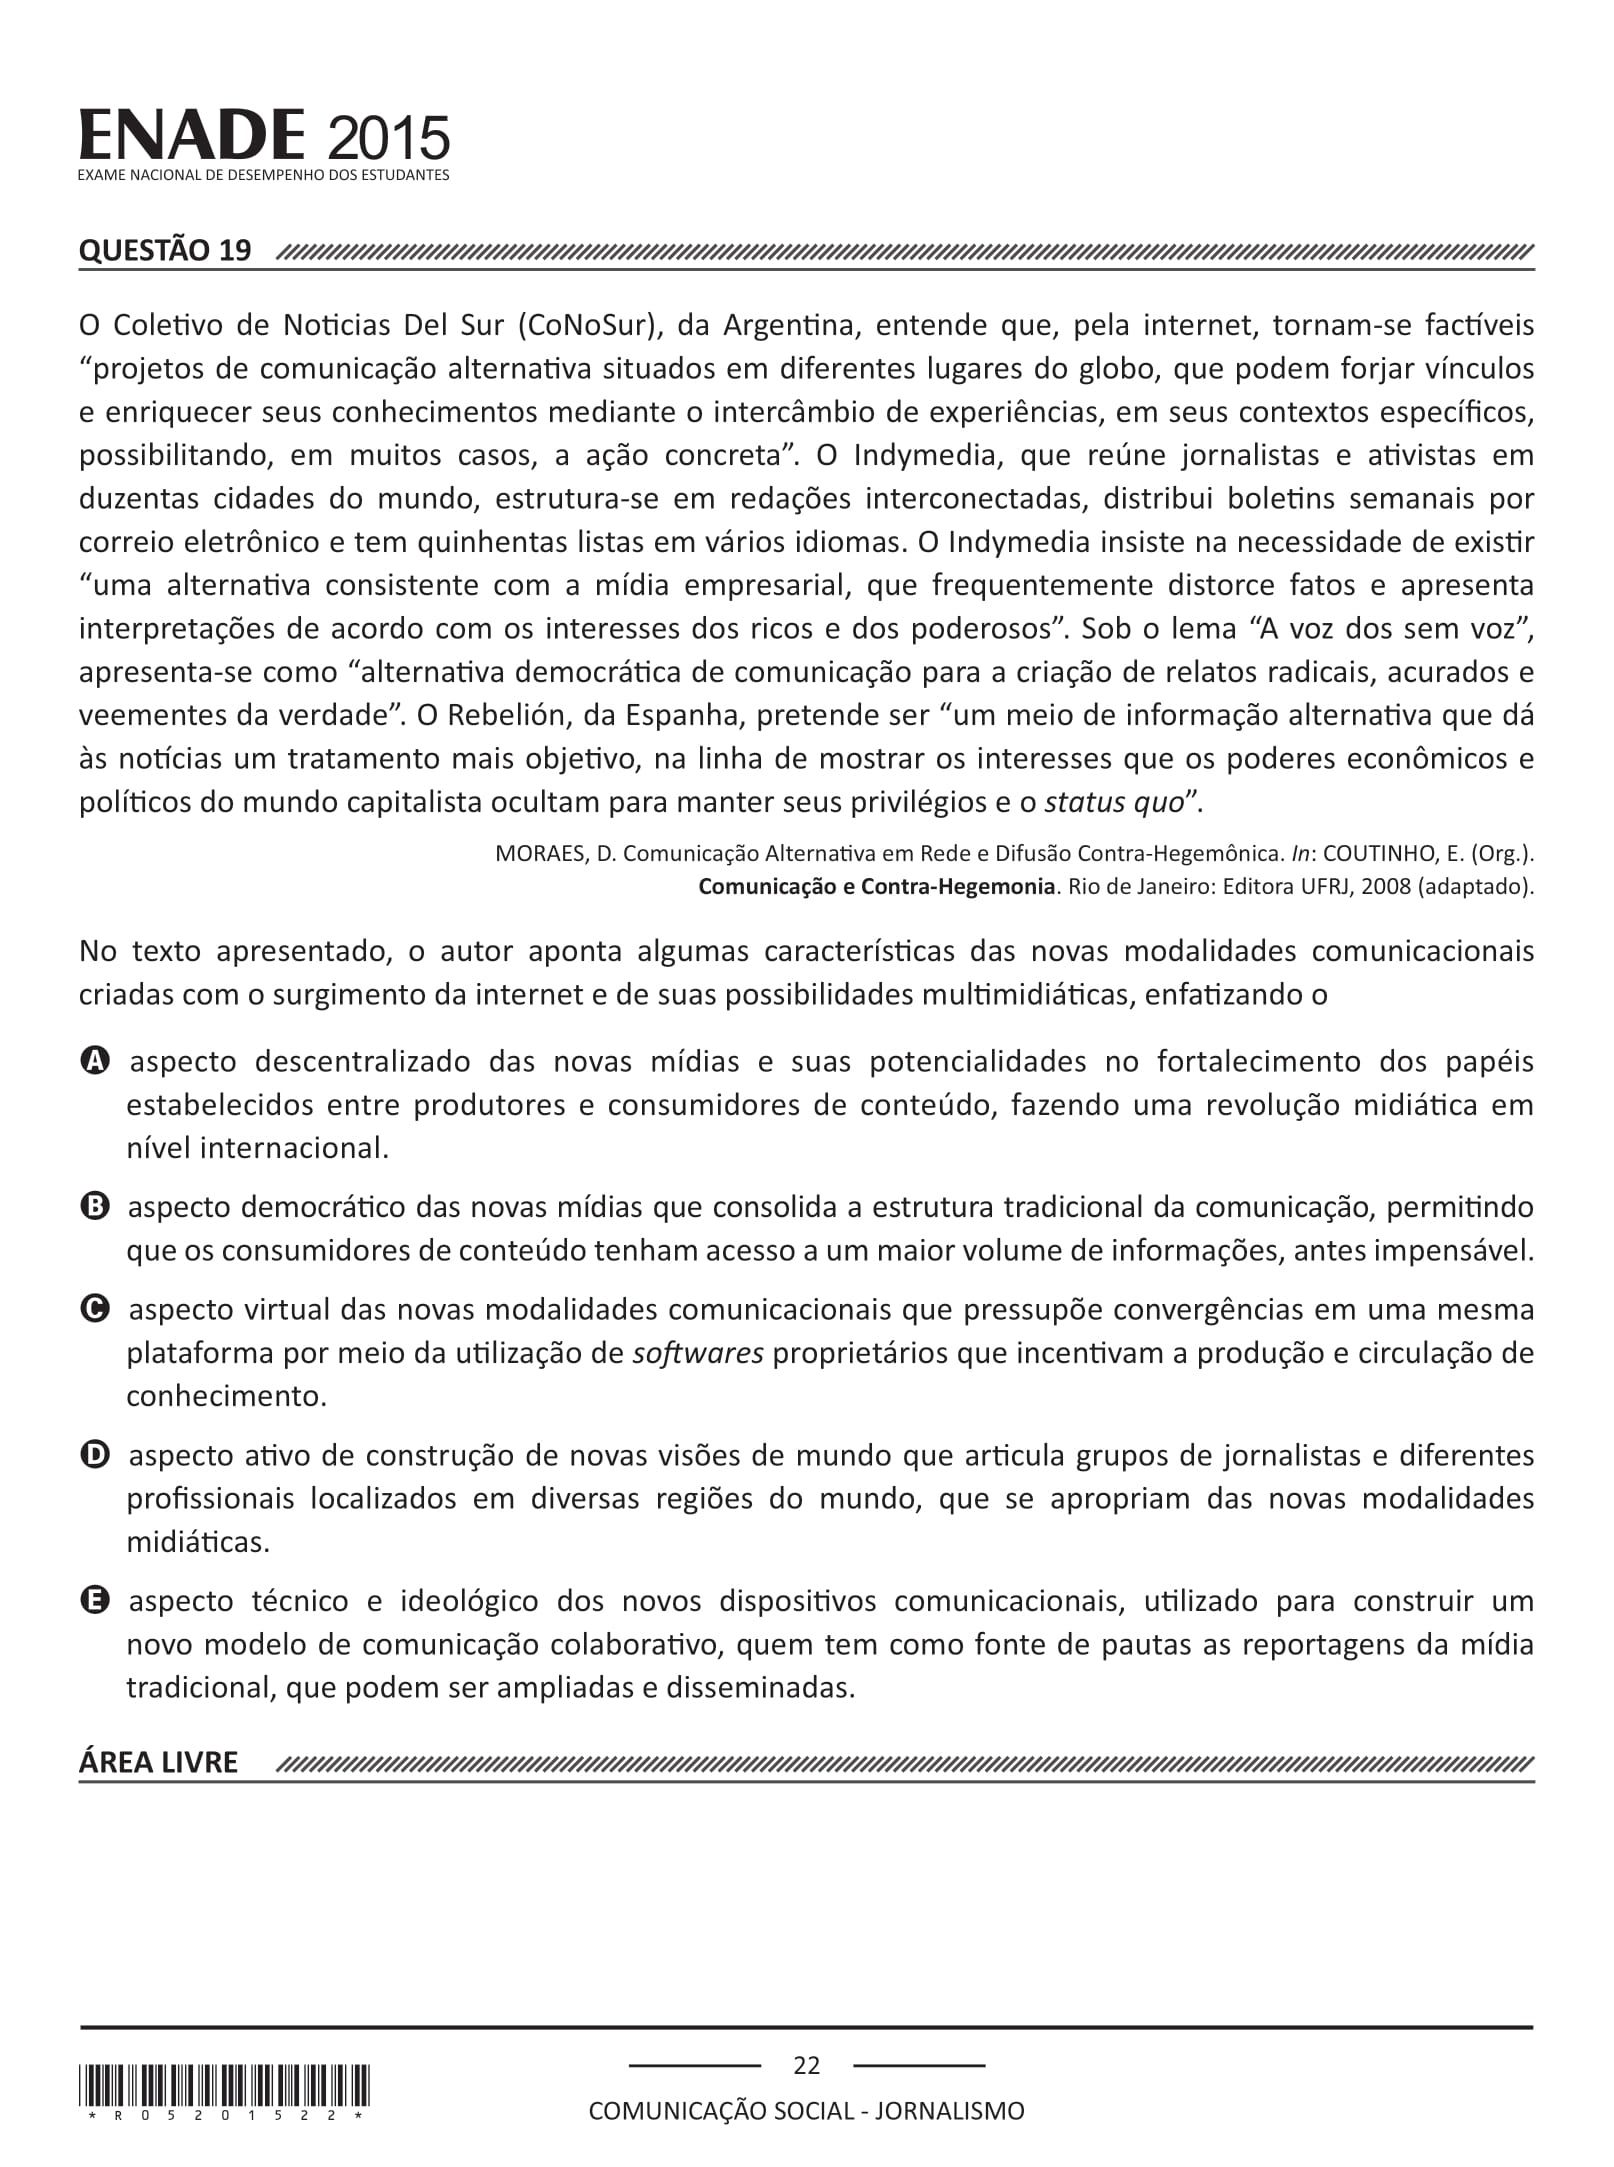 ENADE 2015
EXAME NACIONAL DE DESEMPENHO DOS ESTUDANTES
QUESTÃO 19
O Coletivo de Noticias Del Sur (CoNoSur), da Argentina, entende que, pela internet, tornam-se factíveis
“projetos de comunicação alternativa situados em diferentes lugares do globo, que podem forjar vínculos
e enriquecer seus conhecimentos mediante o intercâmbio de experiências, em seus contextos específicos,
possibilitando, em muitos casos, a ação concreta”. O Indymedia, que reúne jornalistas e ativistas em
duzentas cidades do mundo, estrutura-se em redações interconectadas, distribui boletins semanais por
correio eletrônico e tem quinhentas listas em vários idiomas. O Indymedia insiste na necessidade de existir
“uma alternativa consistente com a mídia empresarial, que frequentemente distorce fatos e apresenta
interpretações de acordo com os interesses dos ricos e dos poderosos”. Sob o lema “A voz dos sem voz”,
apresenta-se como “alternativa democrática de comunicação para a criação de relatos radicais, acurados e
veementes da verdade”. O Rebelión, da Espanha, pretende ser “um meio de informação alternativa que dá
às notícias um tratamento mais objetivo, na linha de mostrar os interesses que os poderes econômicos e
políticos do mundo capitalista ocultam para manter seus privilégios e o status quo”.
MORAES, D. Comunicação Alternativa em Rede e Difusão Contra-Hegemônica. In: COUTINHO, E. (Org.).
Comunicação e Contra-Hegemonia. Rio de Janeiro: Editora UFRJ, 2008 (adaptado).
No texto apresentado, o autor aponta algumas características das novas modalidades comunicacionais
criadas com o surgimento da internet e de suas possibilidades multimidiáticas, enfatizando o
A aspecto descentralizado das novas mídias e suas potencialidades no fortalecimento dos papéis
estabelecidos entre produtores e consumidores de conteúdo, fazendo uma revolução midiática em
nível internacional.
B aspecto democrático das novas mídias que consolida a estrutura tradicional da comunicação, permitindo
que os consumidores de conteúdo tenham acesso a um maior volume de informações, antes impensável.
C aspecto virtual das novas modalidades comunicacionais que pressupõe convergências em uma mesma
plataforma por meio da utilização de softwares proprietários que incentivam a produção e circulação de
conhecimento.
D aspecto ativo de construção de novas visões de mundo que articula grupos de jornalistas e diferentes
profissionais localizados em diversas regiões do mundo, que se apropriam das novas modalidades
midiáticas.
E aspecto técnico e ideológico dos novos dispositivos comunicacionais, utilizado para construir um
novo modelo de comunicação colaborativo, quem tem como fonte de pautas as reportagens da mídia
tradicional, que podem ser ampliadas e disseminadas.
ÁREA LIVRE
22
COMUNICAÇÃO SOCIAL - JORNALISMO
*R05201522*